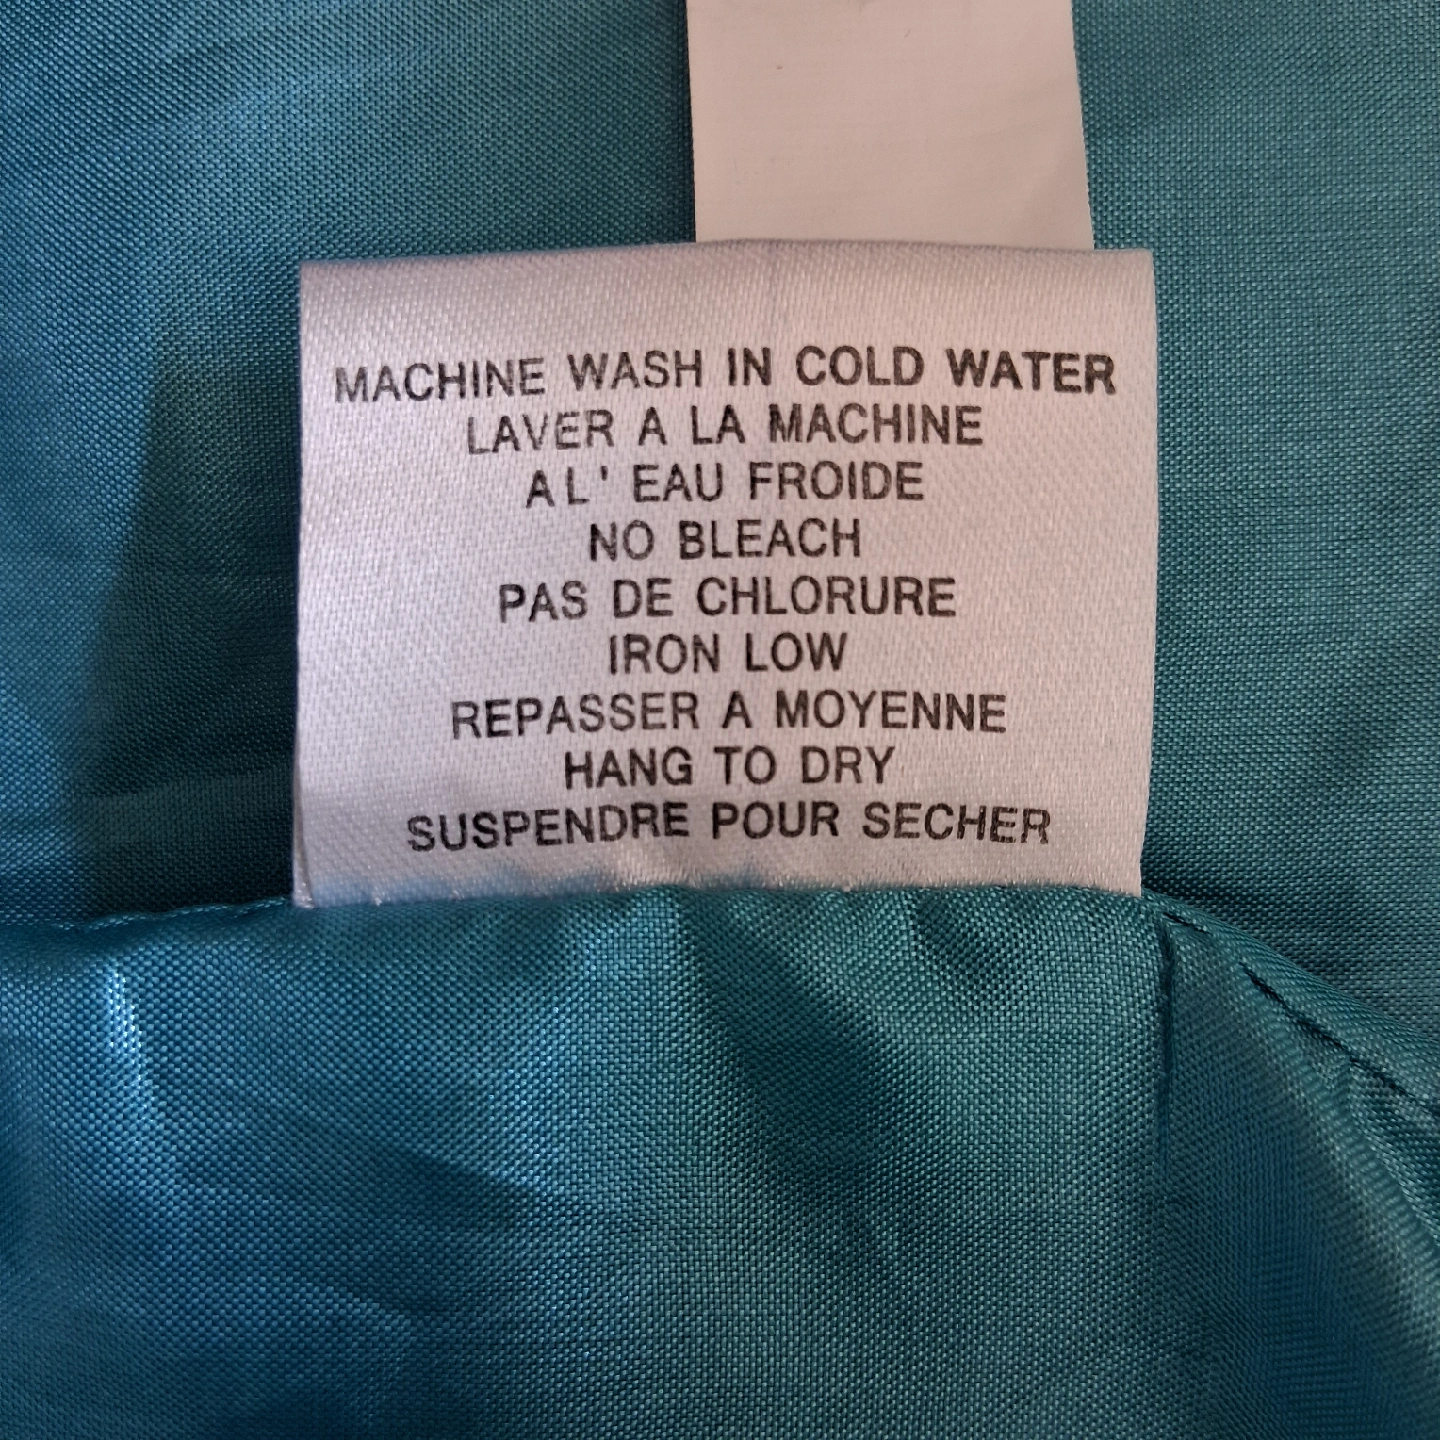 MACHINE WASH IN COLD WATER
LAVER A LA MACHINE
A L' EAU FROIDE
NO BLEACH
PAS DE CHLORURE
IRON LOW
REPASSER A MOYENNE
HANG TO DRY
SUSPENDRE POUR SECHER